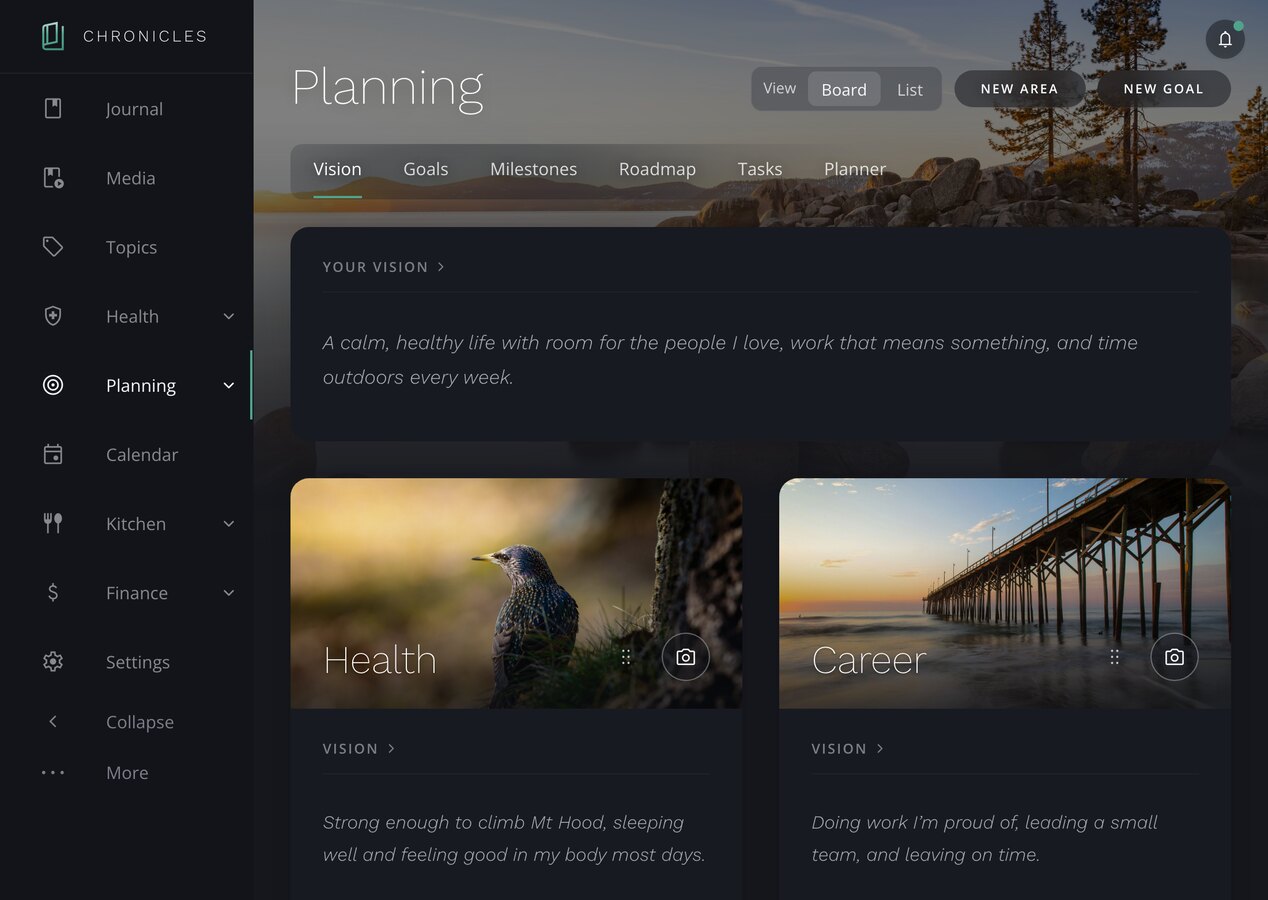 CHRONICLES
Journal
Media
Topics
Health
Planning
Calendar
Kitchen
Finance
Settings
Collapse
More
Planning
View Board List
NEW AREA
NEW GOAL
Vision Goals Milestones Roadmap Tasks Planner
YOUR VISION
A calm, healthy life with room for the people I love, work that means something, and time
outdoors every week.
Health
VISION
Strong enough to climb Mt Hood, sleeping
well and feeling good in my body most days.
Career
VISION
Doing work I’m proud of, leading a small
team, and leaving on time.